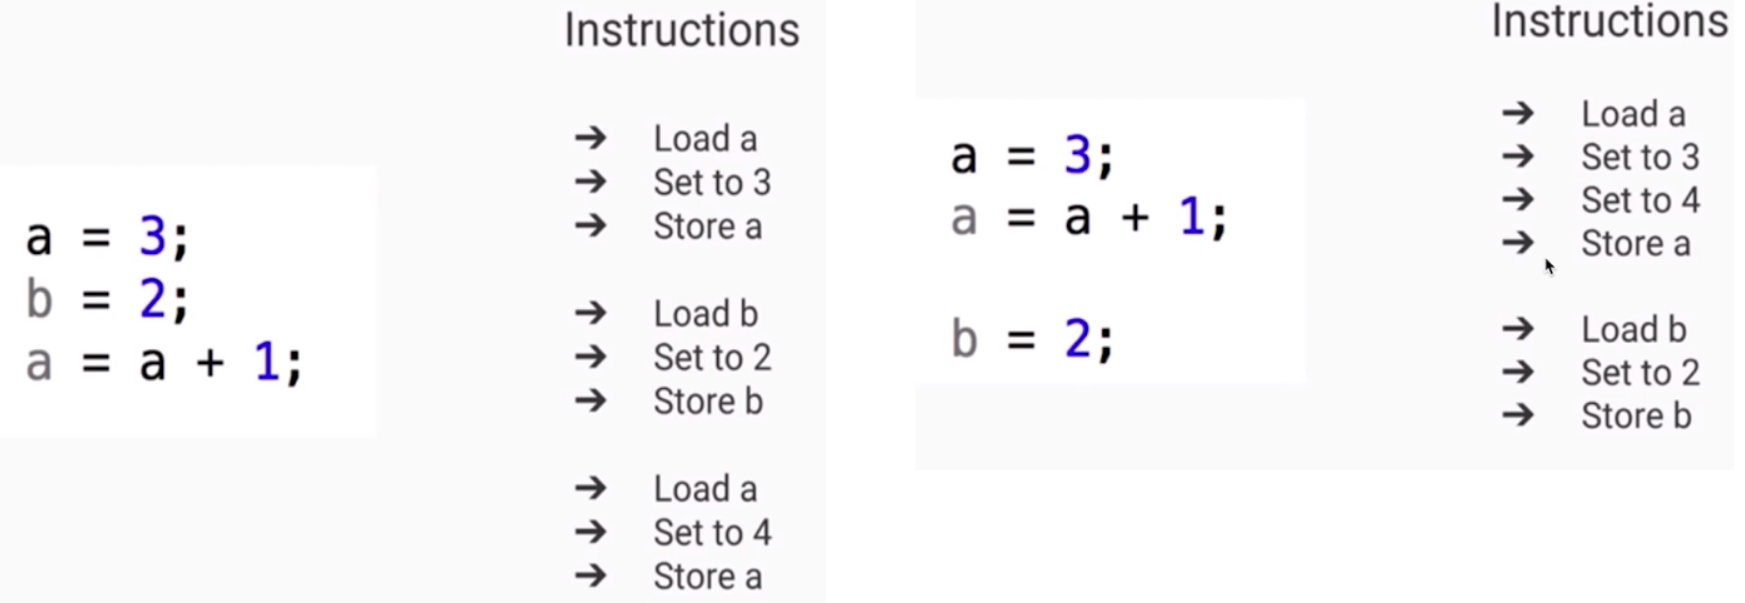 Instructions
a = 3;
b = 2;
a = a + 1;
→ Load a
→ Set to 3
→ Store a
→ Load b
→ Set to 2
→ Store b
→ Load a
→ Set to 4
→ Store a
Instructions
a = 3;
a = a + 1;
b = 2;
→ Load a
→ Set to 3
→ Set to 4
→ Store a
→ Load b
→ Set to 2
→ Store b